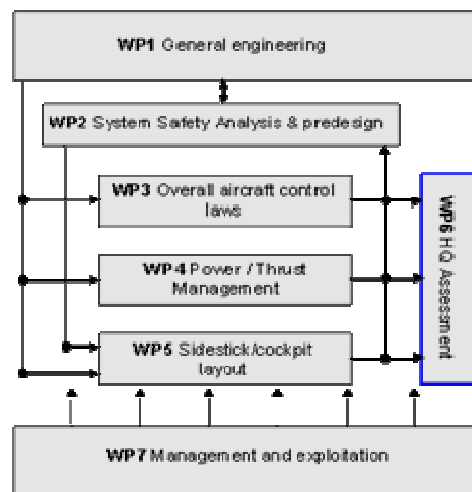 WP1 General engineering
WP2 System Safety Analysis & predesign
WP3 Overall aircraft control
laws
WP4 Power / Thrust
Management
WP5 Sidestick/cockpit
layout
WP6 HQ Assessment
WP7 Management and exploitation